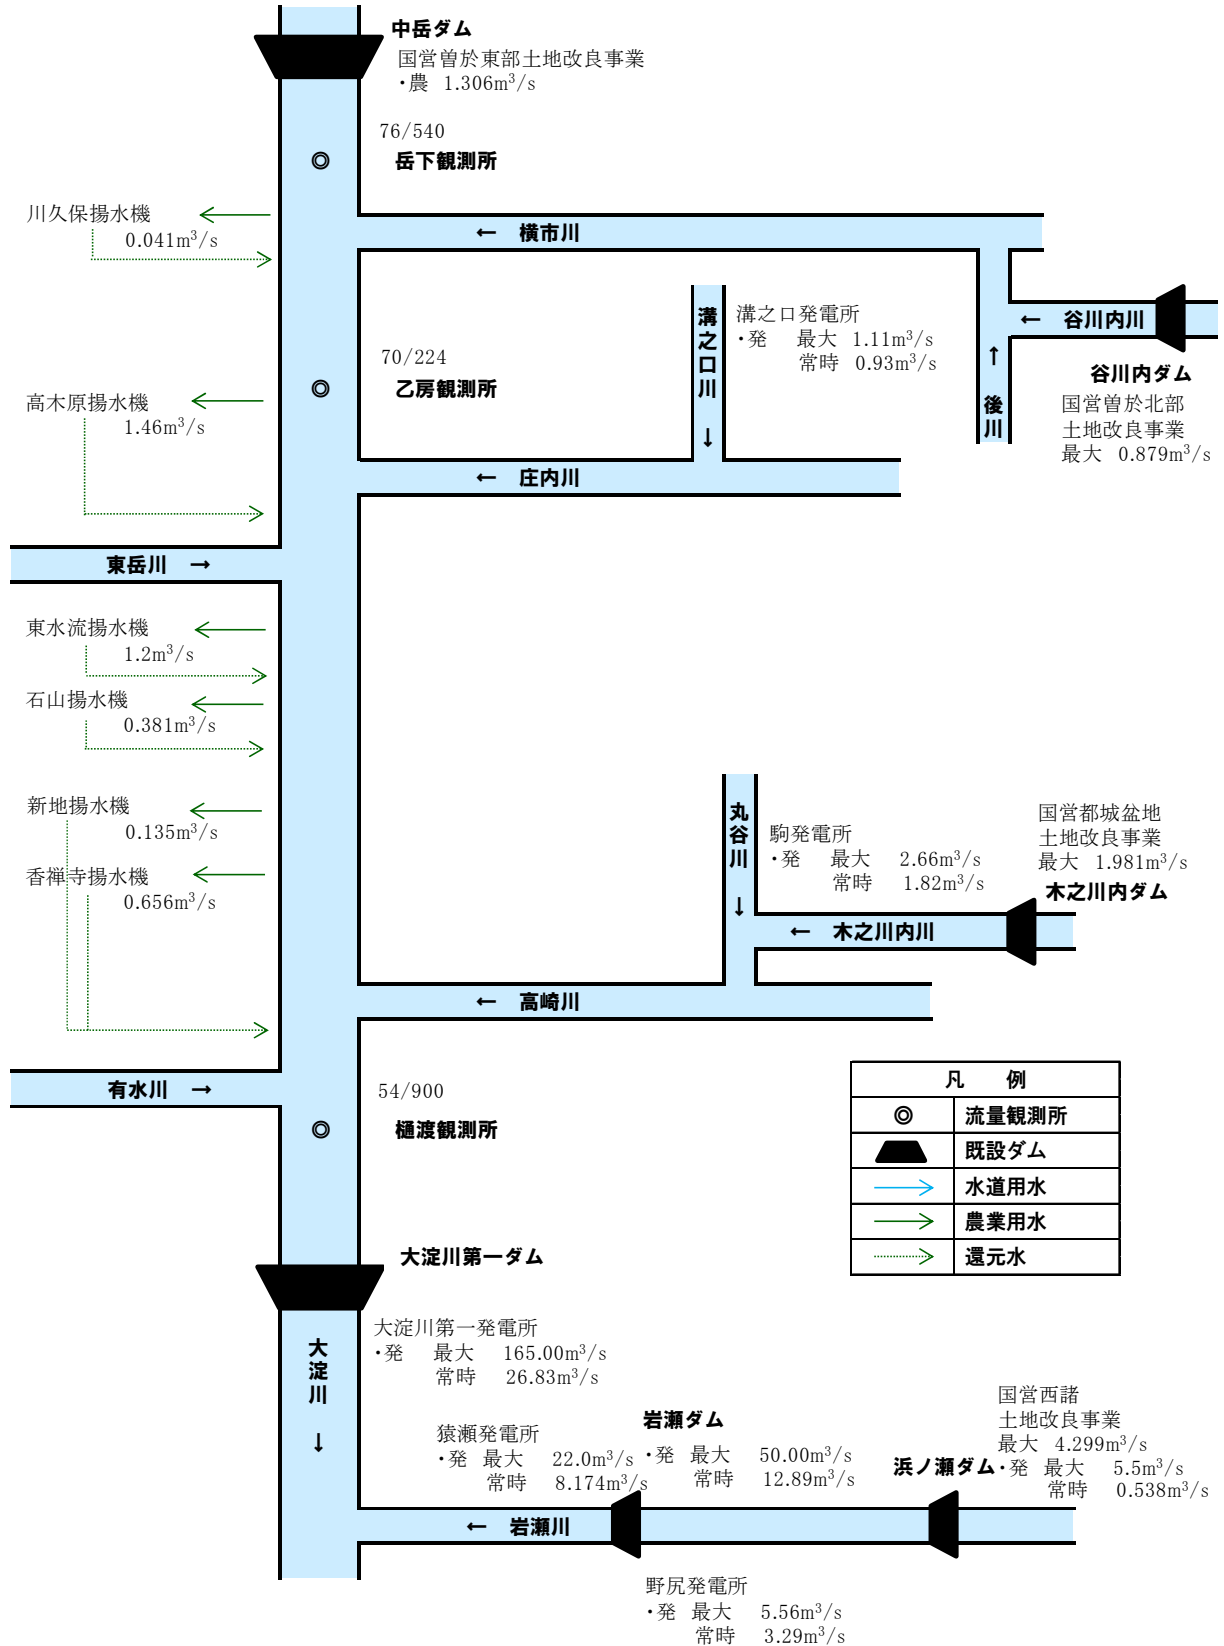 中岳ダム
国営曽於東部土地改良事業
・農 1.306m³/s
76/540
岳下観測所
川久保揚水機
0.041m³/s
← 横市川
溝之口川 ↓
溝之口発電所
・発 最大 1.11m³/s
常時 0.93m³/s
← 谷川内川
↑ 後川
谷川内ダム
国営曽於北部
土地改良事業
最大 0.879m³/s
70/224
乙房観測所
高木原揚水機
1.46m³/s
← 庄内川
東岳川 →
東水流揚水機
1.2m³/s
石山揚水機
0.381m³/s
新地揚水機
0.135m³/s
香禅寺揚水機
0.656m³/s
丸谷川 ↓
駒発電所
・発 最大 2.66m³/s
常時 1.82m³/s
国営都城盆地
土地改良事業
最大 1.981m³/s
木之川内ダム
← 木之川内川
← 高崎川
有水川 →
54/900
樋渡観測所
凡 例
◎ 流量観測所
既設ダム
水道用水
農業用水
還元水
大淀川第一ダム
大淀川 ↓
大淀川第一発電所
・発 最大 165.00m³/s
常時 26.83m³/s
猿瀬発電所
・発 最大 22.0m³/s
常時 8.174m³/s
岩瀬ダム
・発 最大 50.00m³/s
常時 12.89m³/s
国営西諸
土地改良事業
最大 4.299m³/s
浜ノ瀬ダム・発 最大 5.5m³/s
常時 0.538m³/s
← 岩瀬川
野尻発電所
・発 最大 5.56m³/s
常時 3.29m³/s